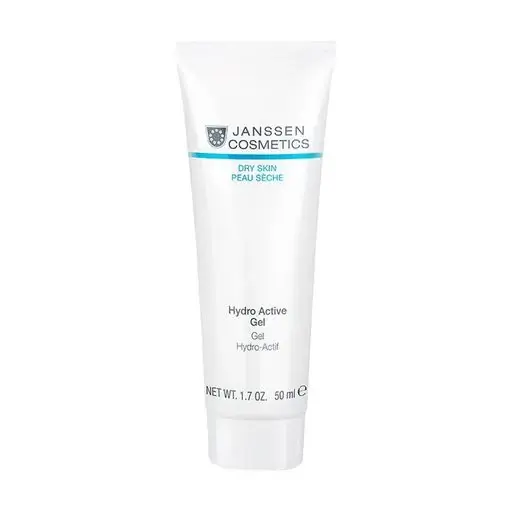 JANSSEN
COSMETICS
DRY SKIN
PEAU SÈCHE
Hydro Active
Gel
Gel
Hydro-Actif
NET WT. 1.7 OZ. 50 ml ℮